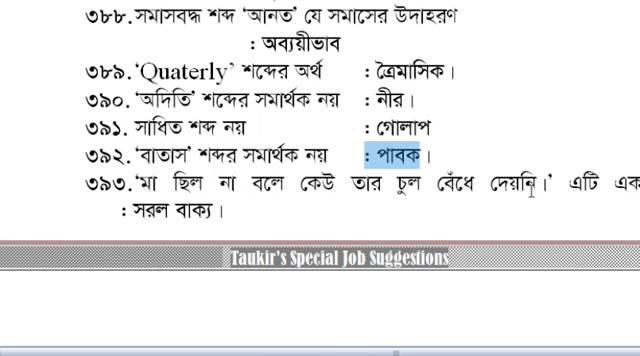 ৩৮৮. সমাসবদ্ধ শব্দ ‘আনত’ যে সমাসের উদাহরণ
: অব্যয়ীভাব
৩৮৯. ‘Quaterly’ শব্দের অর্থ : ত্রৈমাসিক।
৩৯০. ‘অদিতি’ শব্দের সমার্থক নয় : নীর।
৩৯১. সাধিত শব্দ নয় : গোলাপ
৩৯২. ‘বাতাস’ শব্দর সমার্থক নয় : পাবক।
৩৯৩. ‘মা ছিল না বলে কেউ তার চুল বেঁধে দেয়নি।’ এটি এক
: সরল বাক্য।
Taukir’s Special Job Suggestions